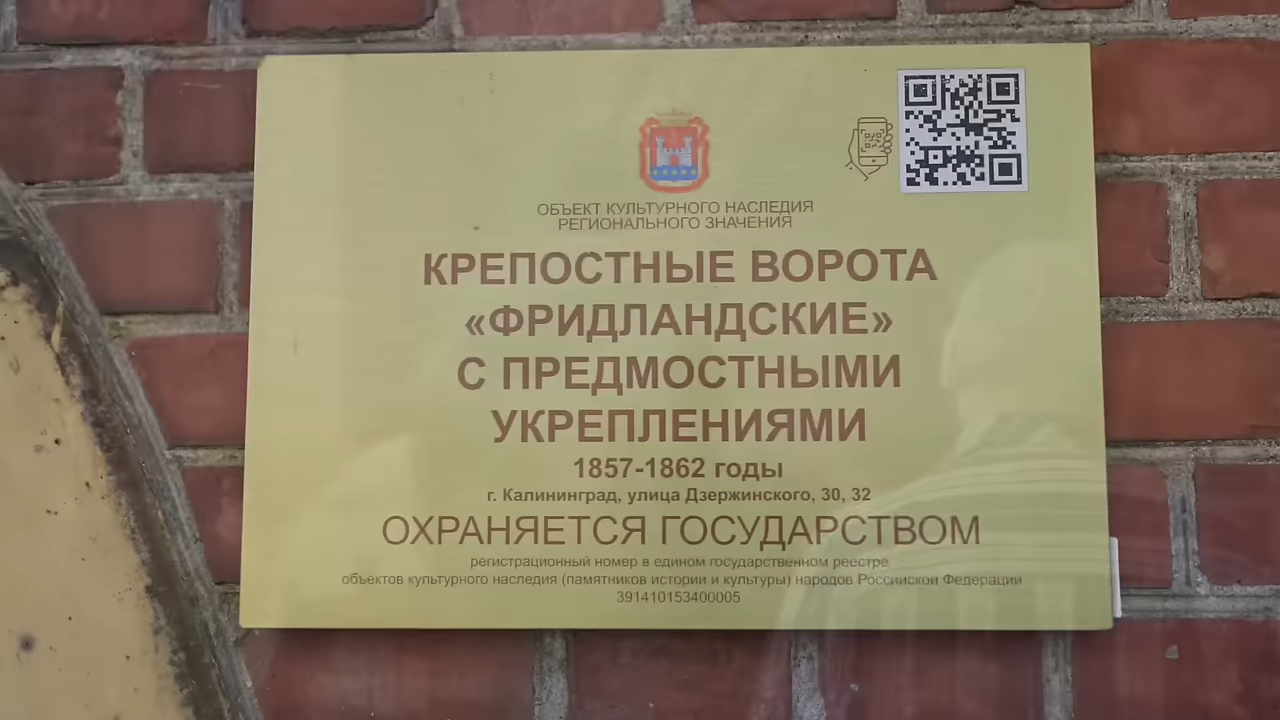 ОБЪЕКТ КУЛЬТУРНОГО НАСЛЕДИЯ
РЕГИОНАЛЬНОГО ЗНАЧЕНИЯ
КРЕПОСТНЫЕ ВОРОТА
«ФРИДЛАНДСКИЕ»
С ПРЕДМОСТНЫМИ
УКРЕПЛЕНИЯМИ
1857-1862 годы
г. Калининград, улица Дзержинского, 30, 32
ОХРАНЯЕТСЯ ГОСУДАРСТВОМ
регистрационный номер в едином государственном реестре
объектов культурного наследия (памятников истории и культуры) народов Российской Федерации
391410153400005